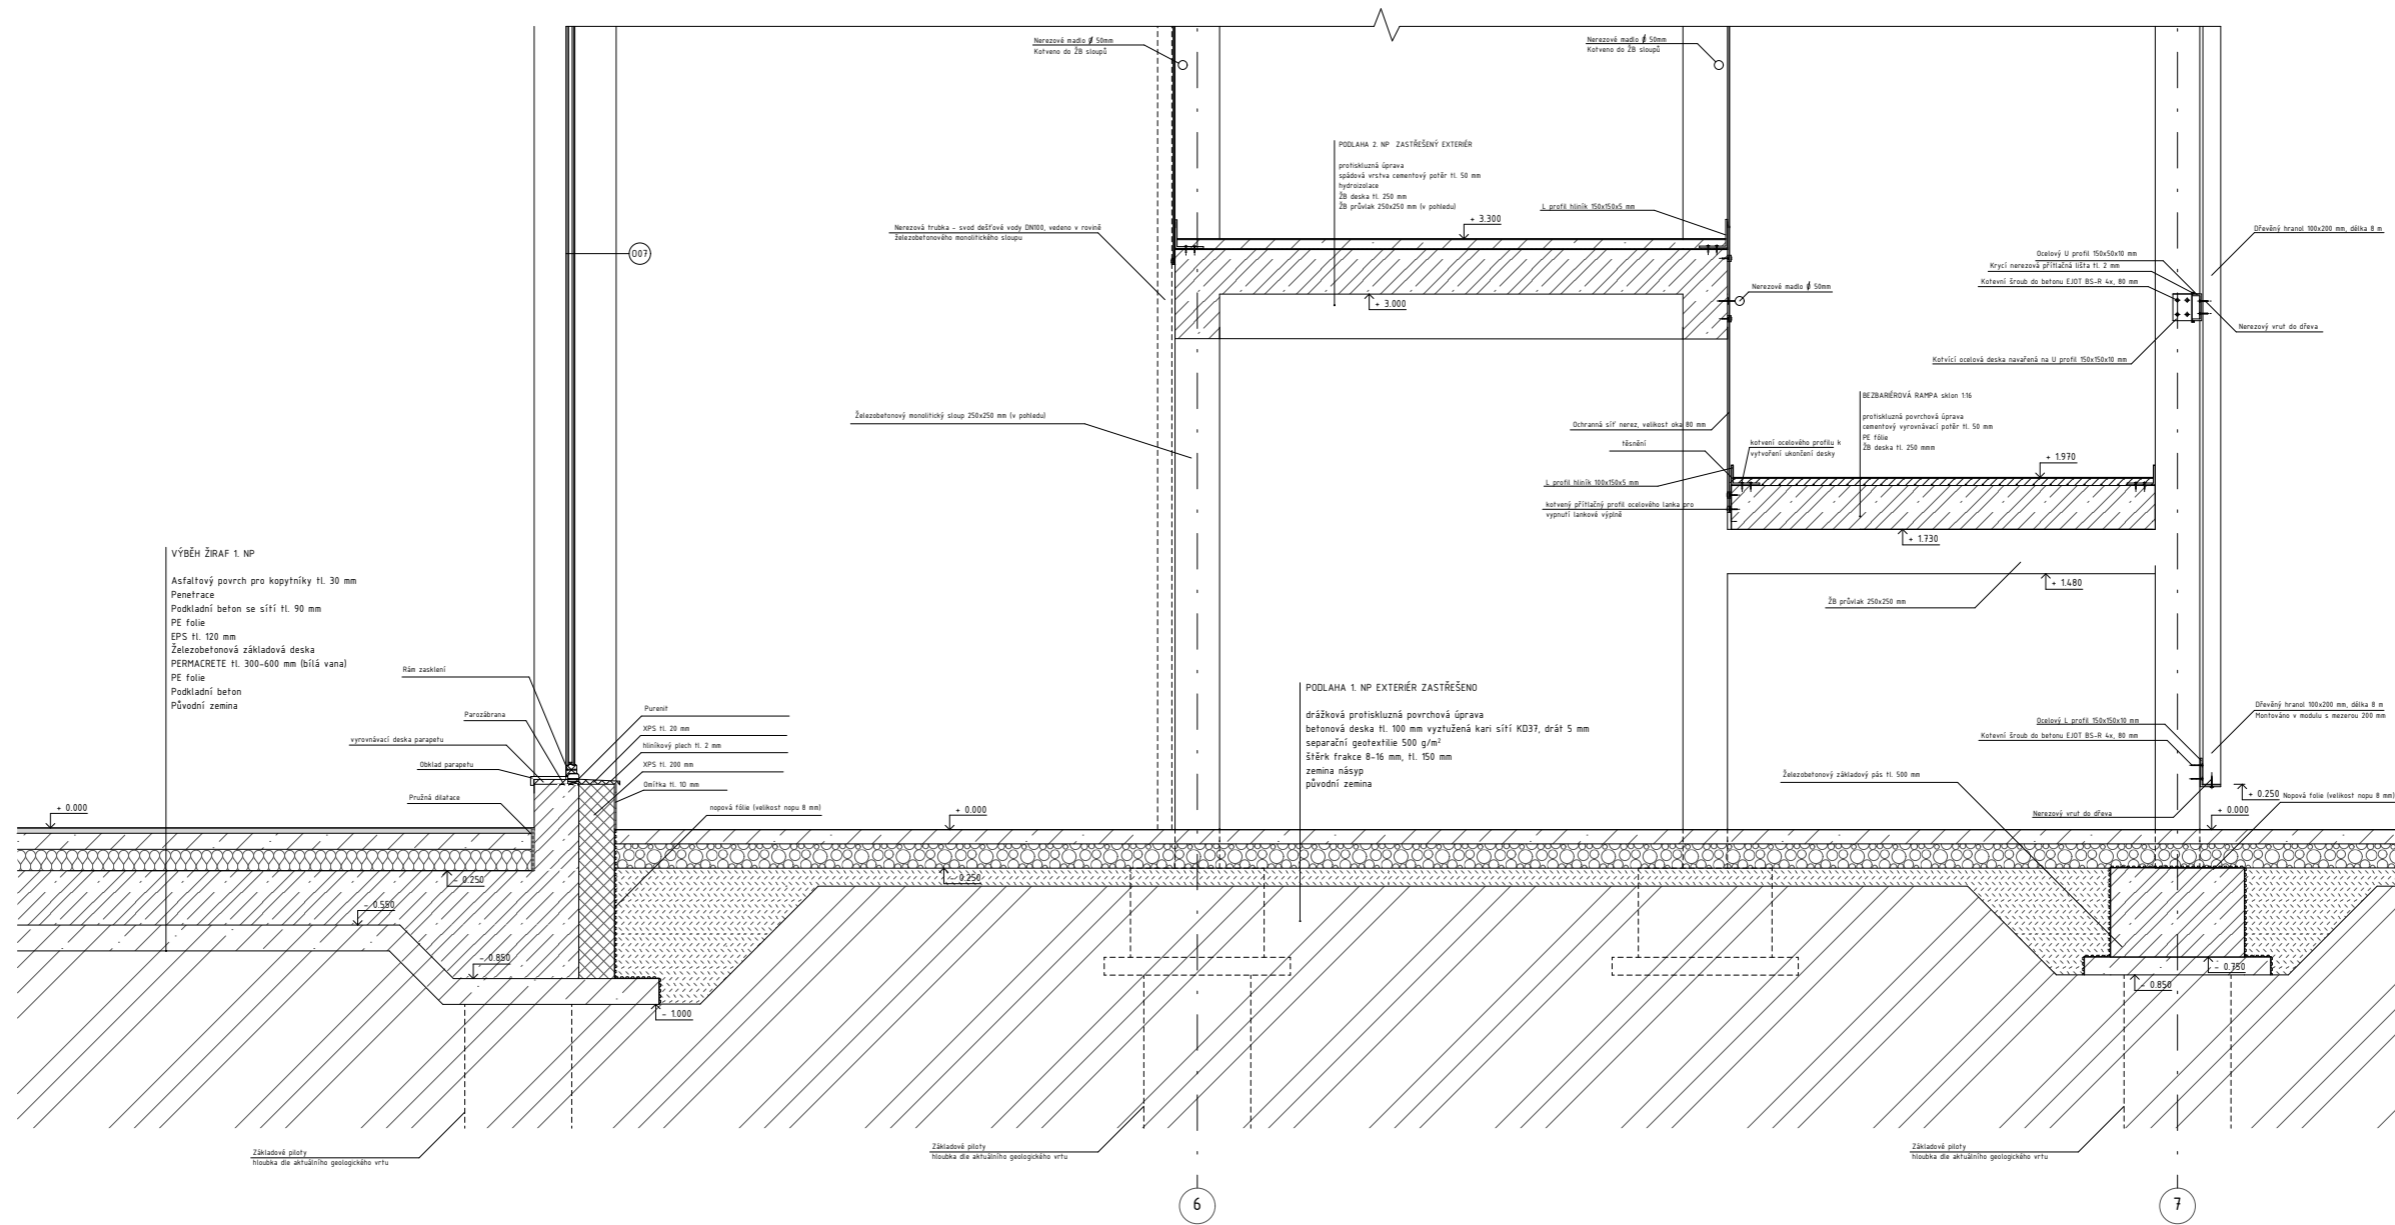 Nerezové madlo Ø 50mm
Kotveno do ŽB sloupů
Nerezové madlo Ø 50mm
Kotveno do ŽB sloupů
PODLAHA 2. NP ZASTŘEŠENÝ EXTERIÉR
protiskluzná úprava
spádová vrstva cementový potěr tl. 50 mm
hydroizolace
ŽB deska tl. 250 mm
ŽB průvlak 250x250 mm (v pohledu)
L profil hliník 150x150x5 mm
+ 3.300
Nerezová trubka - svod dešťové vody DN100, vedeno v rovině
železobetonového monolitického sloupu
007
+ 3.000
Nerezové madlo Ø 50mm
Dřevěný hranol 100x200 mm, délka 8 m
Ocelový U profil 150x50x10 mm
Krycí nerezová přítlačná lišta tl. 2 mm
Kotevní šroub do betonu EJOT BS-R 4x, 80 mm
Nerezový vrut do dřeva
Kotvící ocelová deska navařená na U profil 150x150x10 mm
Železobetonový monolitický sloup 250x250 mm (v pohledu)
BEZBARIÉROVÁ RAMPA sklon 1:16
protiskluzná povrchová úprava
cementový vyrovnávací potěr tl. 50 mm
PE fólie
ŽB deska tl. 250 mmm
Ochranná síť nerez, velikost oka 80 mm
těsnění
kotvení ocelového profilu k
vytvoření ukončení desky
L profil hliník 100x150x5 mm
kotvený přítlačný profil ocelového lanka pro
vypnutí lankové výplně
+ 1.970
+ 1.730
+ 1.480
ŽB průvlak 250x250 mm
VÝBĚH ŽIRAF 1. NP
Asfaltový povrch pro kopytníky tl. 30 mm
Penetrace
Podkladní beton se sítí tl. 90 mm
PE folie
EPS tl. 120 mm
Železobetonová základová deska
PERMACRETE tl. 300-600 mm (bílá vana)
PE folie
Podkladní beton
Původní zemina
Rám zasklení
Parozábrana
vyrovnávací deska parapetu
Obklad parapetu
Pružná dilatace
Purenit
XPS tl. 20 mm
hliníkový plech tl. 2 mm
XPS tl. 200 mm
Omítka tl. 10 mm
nopová fólie (velikost nopu 8 mm)
PODLAHA 1. NP EXTERIÉR ZASTŘEŠENO
drážková protiskluzná povrchová úprava
betonová deska tl. 100 mm vyztužená kari sítí KD37, drát 5 mm
separační geotextilie 500 g/m²
štěrk frakce 8-16 mm, tl. 150 mm
zemina násyp
původní zemina
Dřevěný hranol 100x200 mm, délka 8 m
Montováno v modulu s mezerou 200 mm
Ocelový L profil 150x150x10 mm
Kotevní šroub do betonu EJOT BS-R 4x, 80 mm
Železobetonový základový pás tl. 500 mm
Nerezový vrut do dřeva
+ 0.250
Nopová folie (velikost nopu 8 mm)
+ 0.000
+ 0.000
+ 0.000
- 0.250
- 0.250
- 0.550
- 0.850
- 1.000
- 0.750
- 0.850
Základové piloty
hloubka dle aktuálního geologického vrtu
Základové piloty
hloubka dle aktuálního geologického vrtu
Základové piloty
hloubka dle aktuálního geologického vrtu
6
7